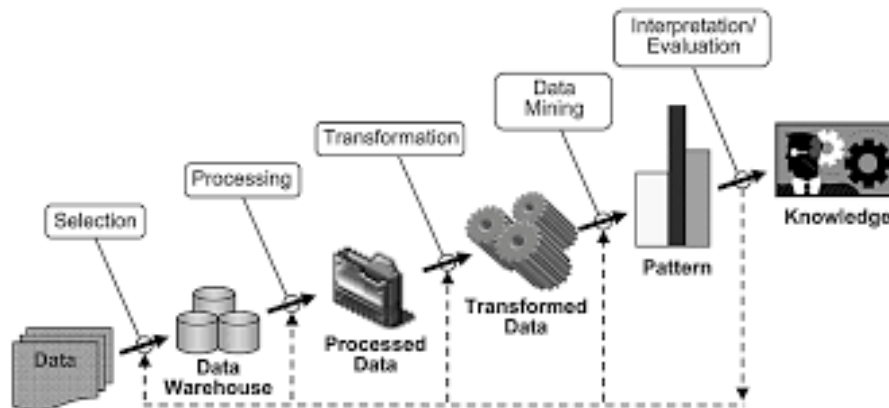 Interpretation/
Evaluation
Data
Mining
Transformation
Processing
Selection
Knowledge
Pattern
Transformed
Data
Processed
Data
Data
Warehouse
Data